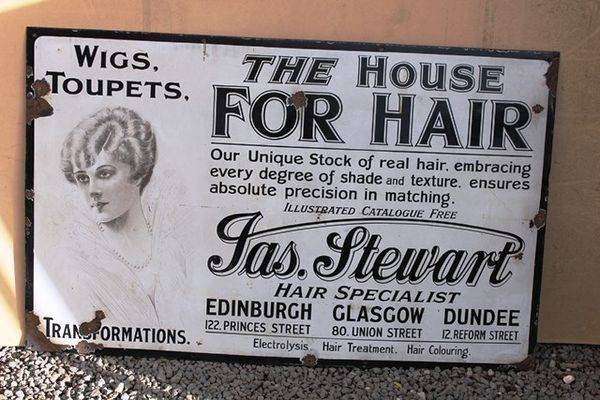 WIGS,
TOUPETS,
THE HOUSE
FOR HAIR
Our Unique Stock of real hair, embracing
every degree of shade and texture, ensures
absolute precision in matching.
ILLUSTRATED CATALOGUE FREE
Jas. Stewart
HAIR SPECIALIST
EDINBURGH GLASGOW DUNDEE
122. PRINCES STREET 80. UNION STREET 12. REFORM STREET
TRANSFORMATIONS.
Electrolysis. Hair Treatment. Hair Colouring.